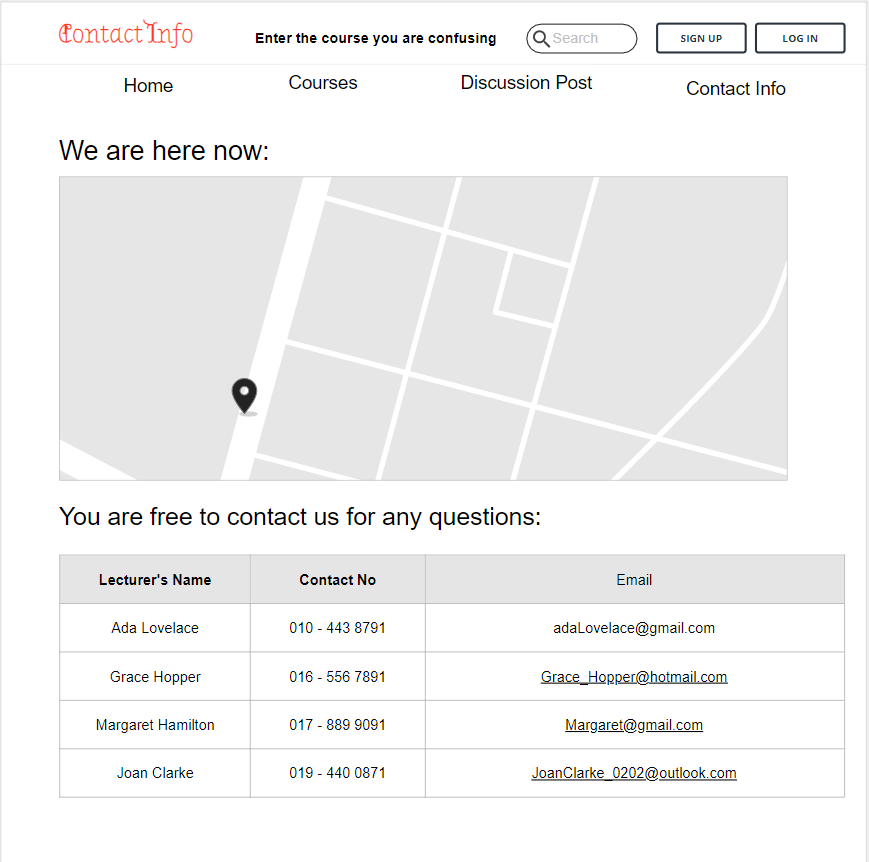 Contact Info
Enter the course you are confusing
Search
SIGN UP
LOG IN
Home
Courses
Discussion Post
Contact Info
We are here now:
You are free to contact us for any questions:
Lecturer's Name Contact No Email
Ada Lovelace 010 - 443 8791 adaLovelace@gmail.com
Grace Hopper 016 - 556 7891 Grace_Hopper@hotmail.com
Margaret Hamilton 017 - 889 9091 Margaret@gmail.com
Joan Clarke 019 - 440 0871 JoanClarke_0202@outlook.com